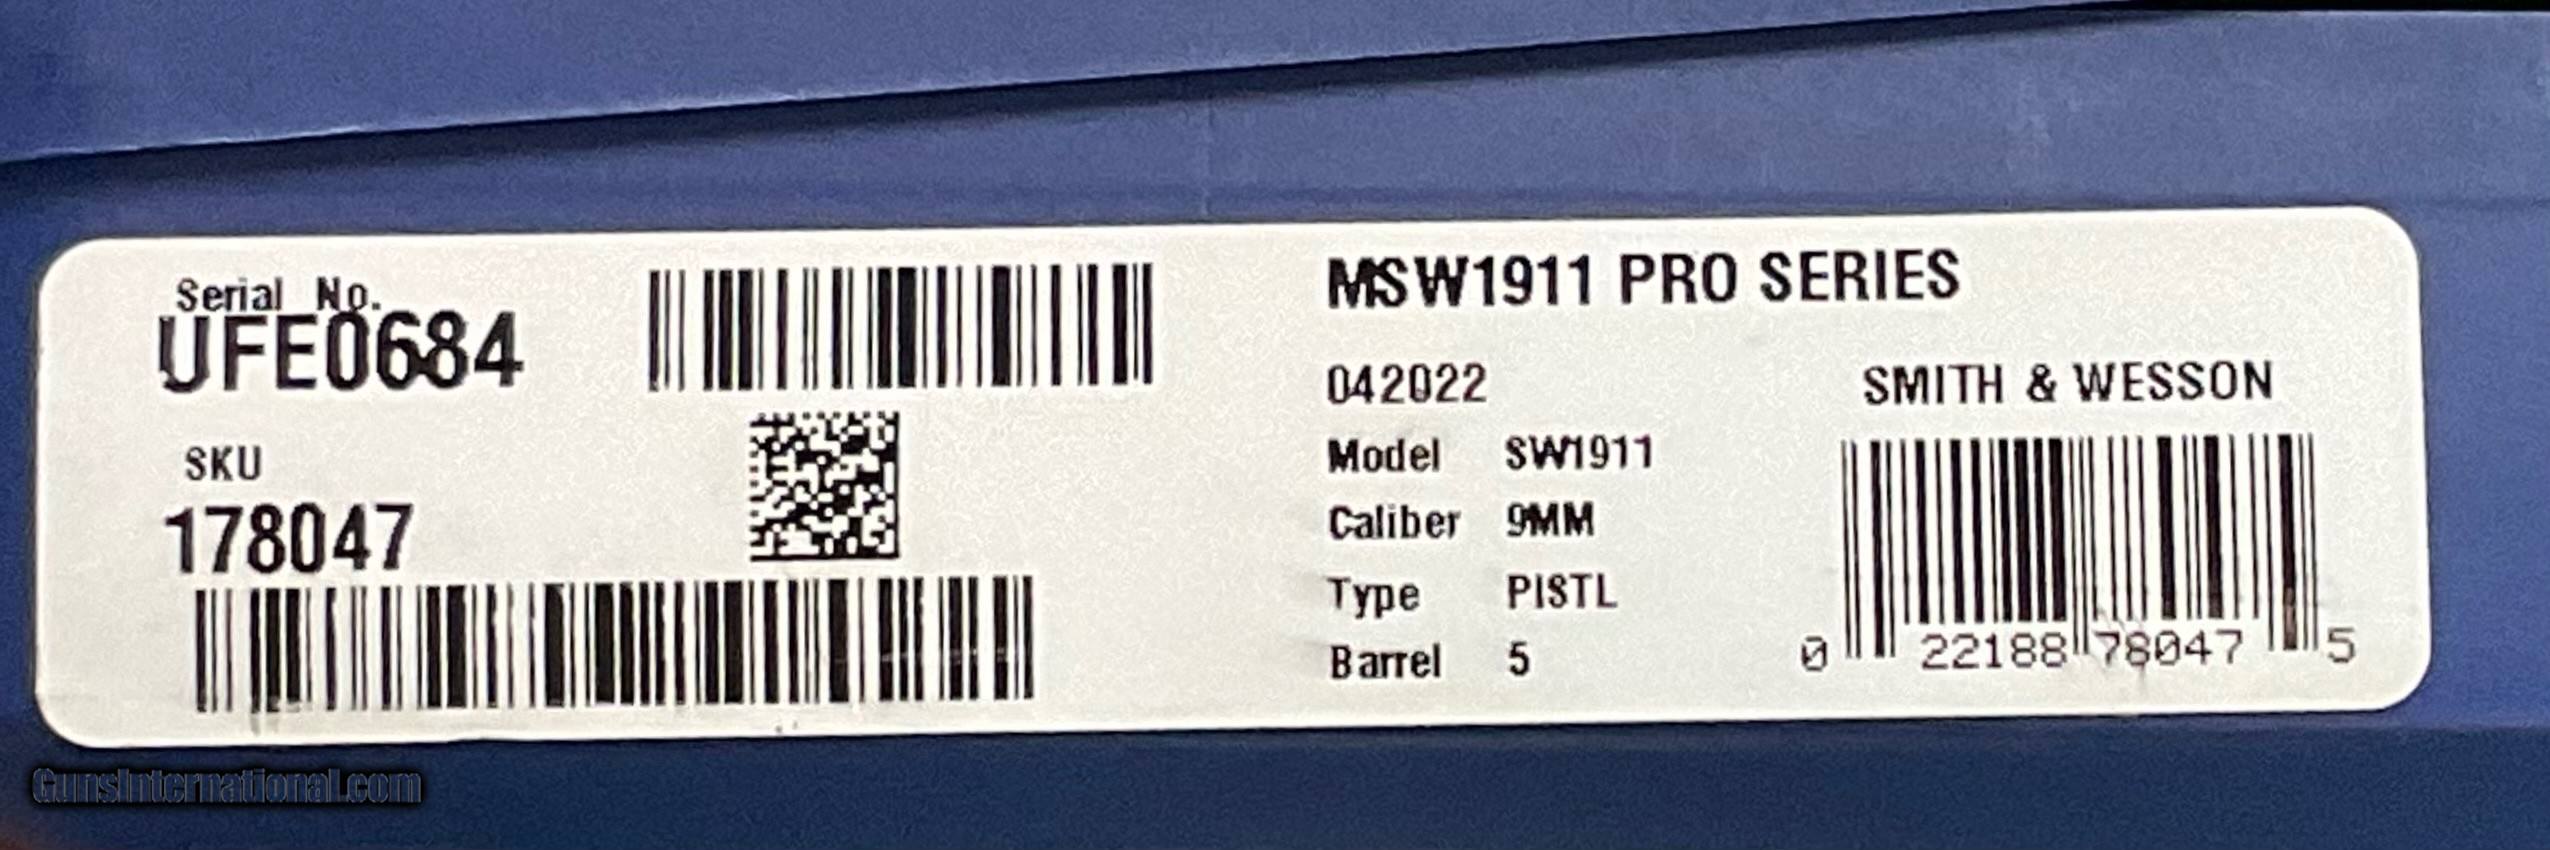 Serial No.
UFE0684
SKU
178047
MSW1911 PRO SERIES
042022
Model SW1911
Caliber 9MM
Type PISTL
Barrel 5
SMITH & WESSON
0 22188 78047 5
GunsInternational.com